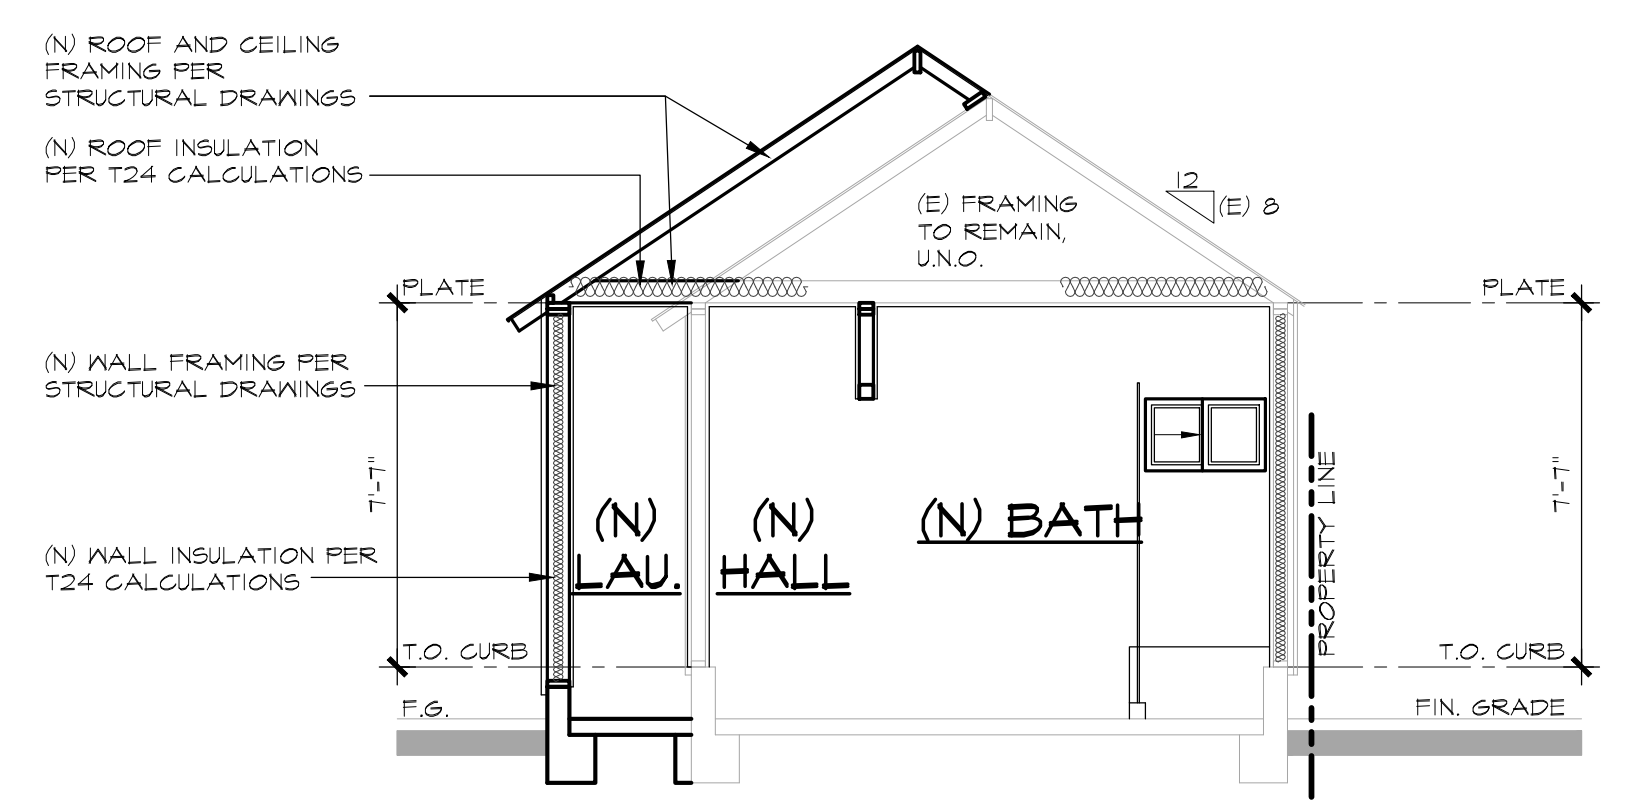 (N) ROOF AND CEILING
FRAMING PER
STRUCTURAL DRAWINGS
(N) ROOF INSULATION
PER T24 CALCULATIONS
12
(E) 8
(E) FRAMING
TO REMAIN,
U.N.O.
PLATE
PLATE
(N) WALL FRAMING PER
STRUCTURAL DRAWINGS
7'-7"
7'-7"
PROPERTY LINE
(N)
LAU.
(N)
HALL
(N) BATH
(N) WALL INSULATION PER
T24 CALCULATIONS
T.O. CURB
T.O. CURB
F.G.
FIN. GRADE